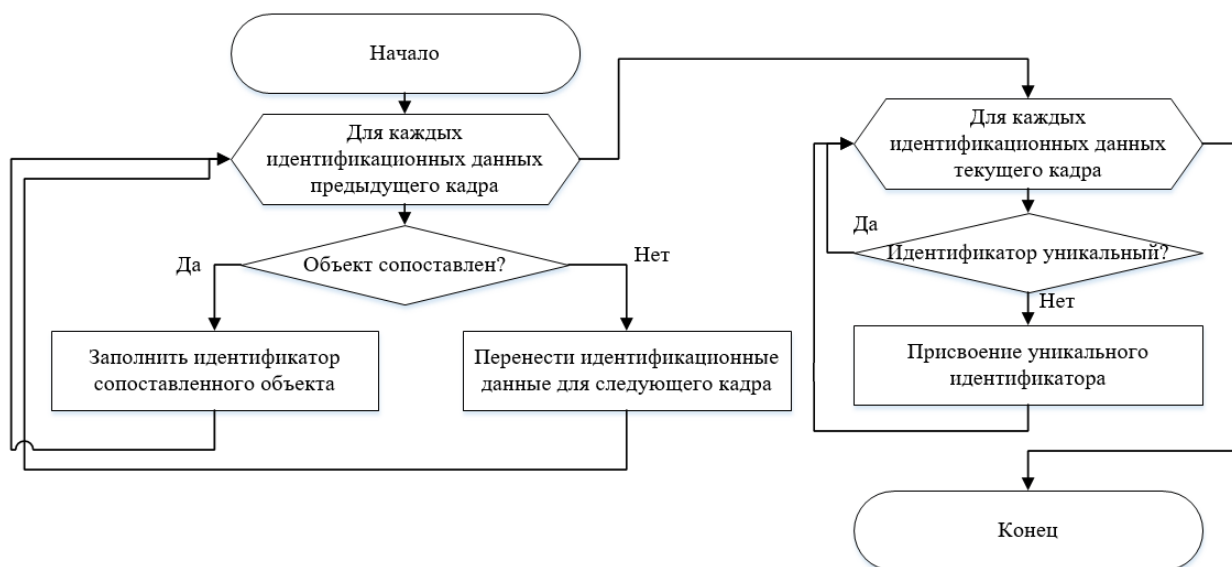 Начало
Для каждых
идентификационных данных
предыдущего кадра
Объект сопоставлен?
Да
Нет
Заполнить идентификатор
сопоставленного объекта
Перенести идентификационные
данные для следующего кадра
Для каждых
идентификационных данных
текущего кадра
Да
Идентификатор уникальный?
Нет
Присвоение уникального
идентификатора
Конец